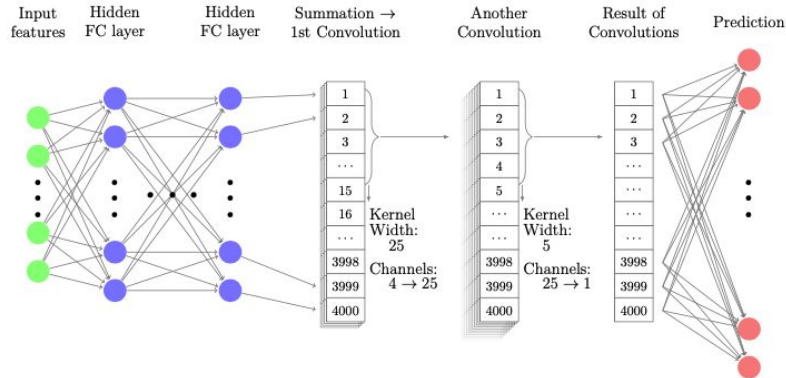 Input
features
Hidden
FC layer
Hidden
FC layer
Summation →
1st Convolution
Another
Convolution
Result of
Convolutions
Prediction
1
2
3
...
15
16
...
3998
3999
4000
Kernel
Width:
25
Channels:
4 → 25
1
2
3
4
5
...
...
3998
3999
4000
Kernel
Width:
5
Channels:
25 → 1
1
2
3
...
...
...
...
3998
3999
4000